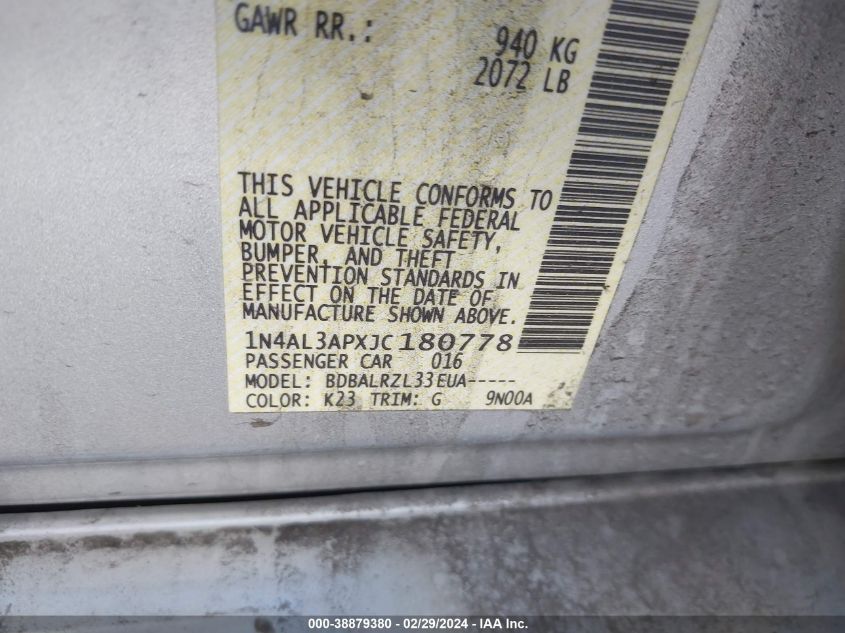 GAWR RR.: 940 KG
2072 LB
THIS VEHICLE CONFORMS TO
ALL APPLICABLE FEDERAL
MOTOR VEHICLE SAFETY,
BUMPER, AND THEFT
PREVENTION STANDARDS IN
EFFECT ON THE DATE OF
MANUFACTURE SHOWN ABOVE.
1N4AL3APXJC180778
PASSENGER CAR 016
MODEL: BDBALRZL33EUA-----
COLOR: K23 TRIM: G 9N00A
000-38879380 - 02/29/2024 - IAA Inc.